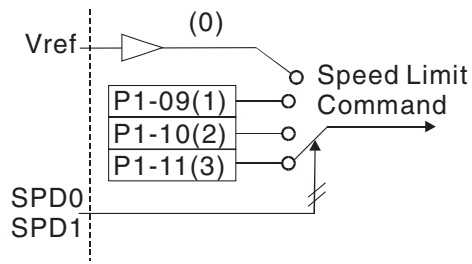 (0)
Vref
Speed Limit
Command
P1-09(1)
P1-10(2)
P1-11(3)
SPD0
SPD1